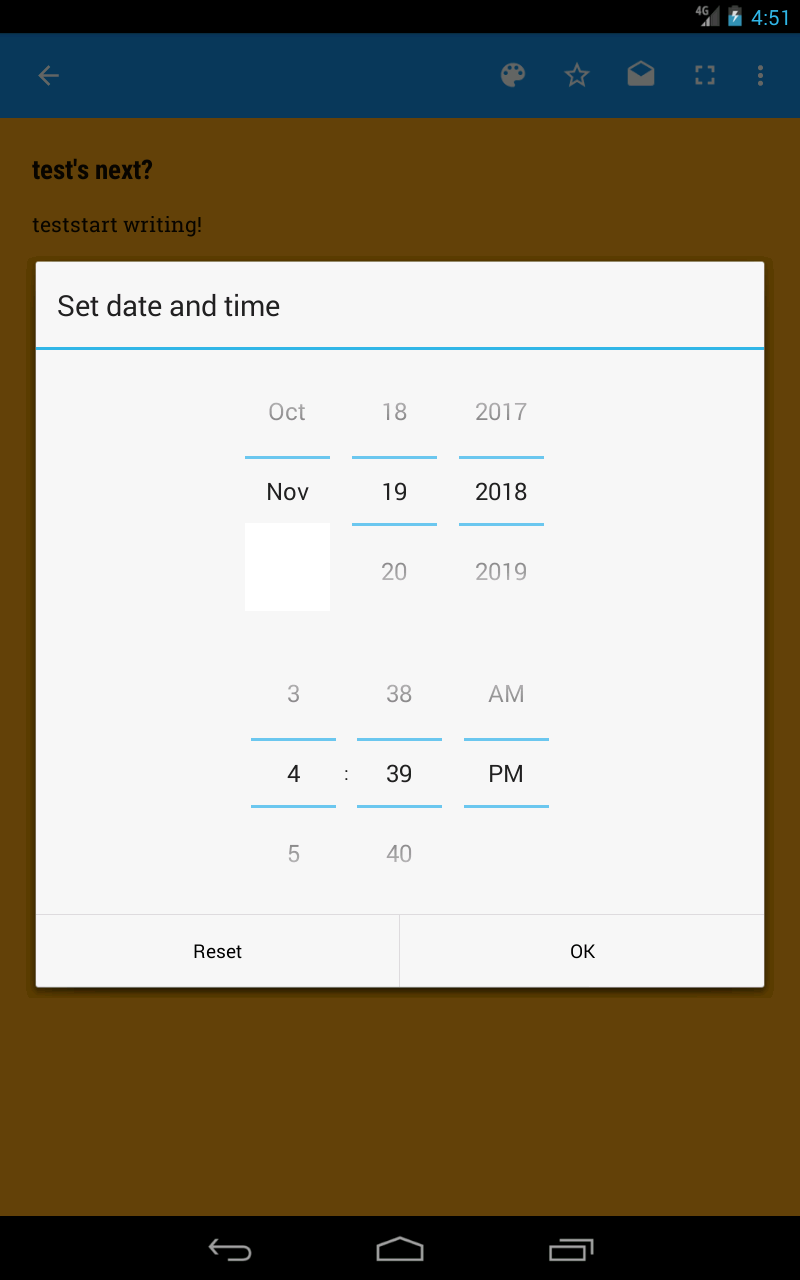 4G 4:51
test's next?
teststart writing!
Set date and time
Oct 18 2017
Nov 19 2018
20 2019
3 38 AM
4 : 39 PM
5 40
Reset OK